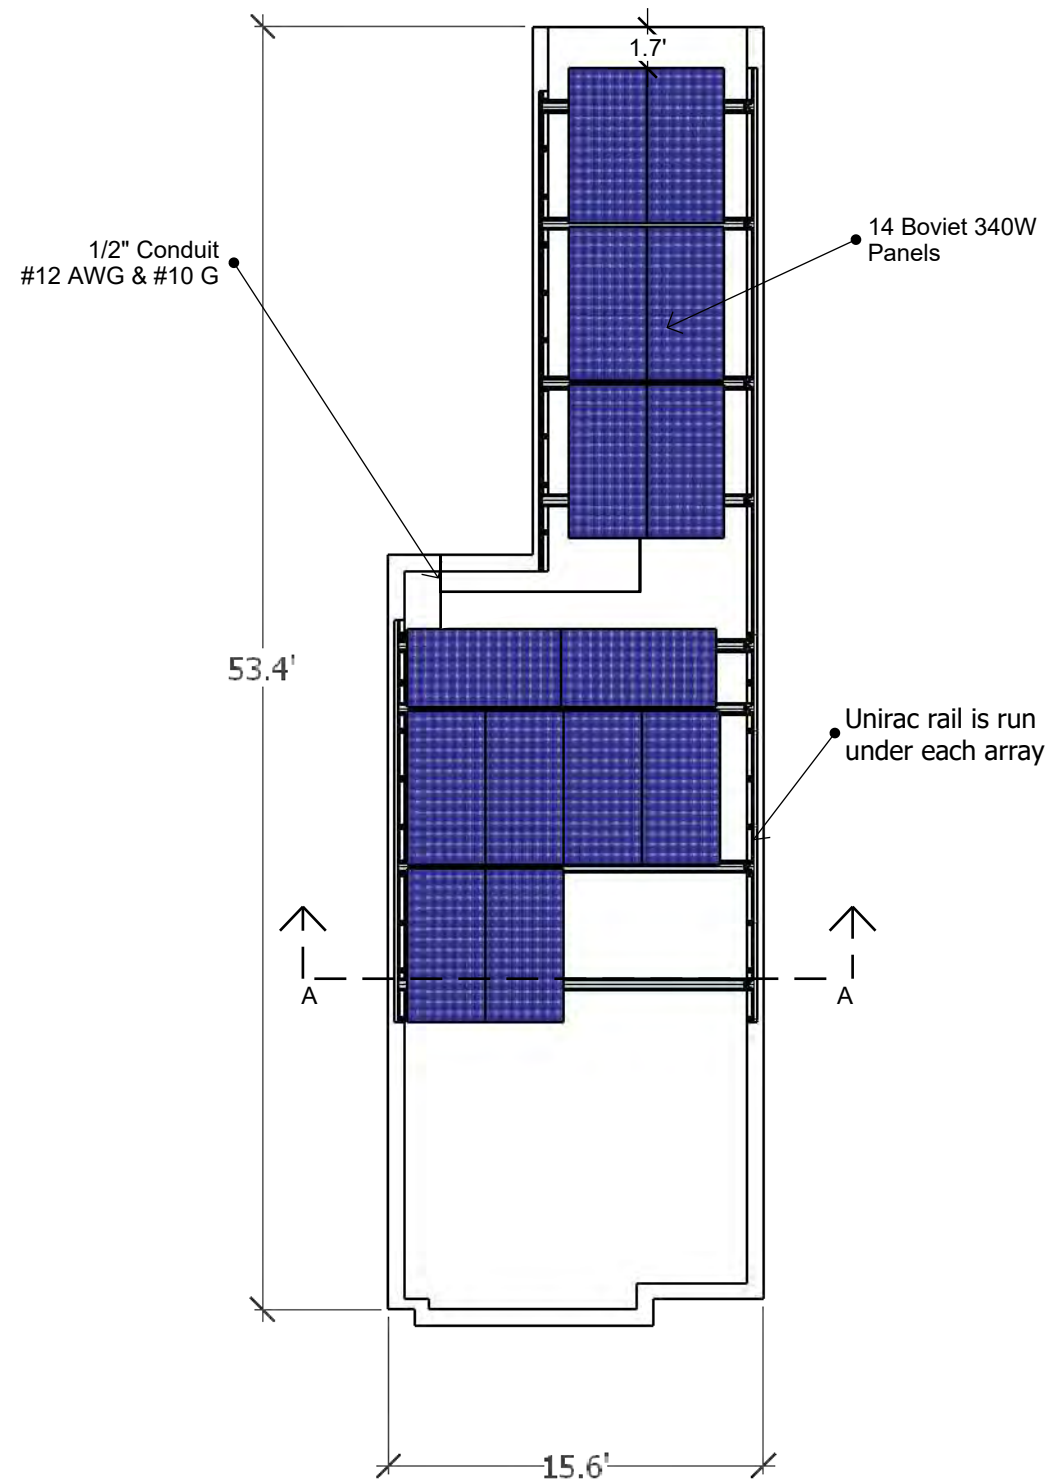 1.7'
14 Boviet 340W
Panels
1/2" Conduit
#12 AWG & #10 G
53.4'
Unirac rail is run
under each array
A
A
15.6'